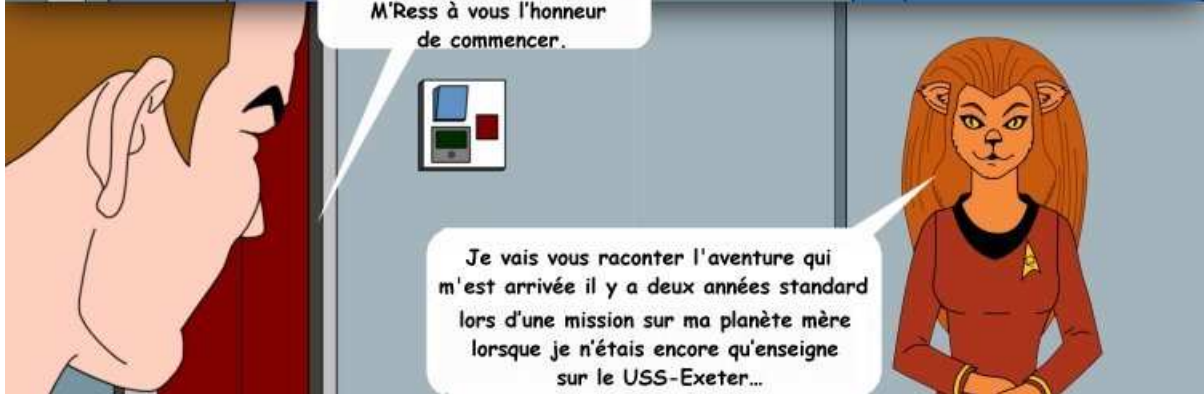 M'Ress à vous l'honneur
de commencer.
Je vais vous raconter l'aventure qui
m'est arrivée il y a deux années standard
lors d'une mission sur ma planète mère
lorsque je n'étais encore qu'enseigne
sur le USS-Exeter...